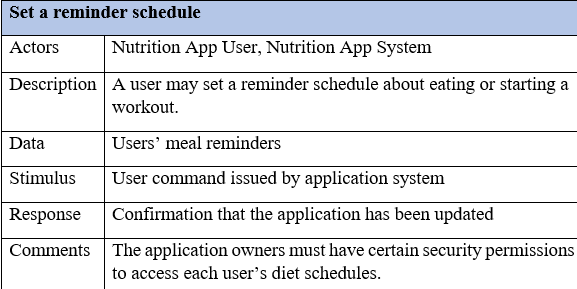 Set a reminder schedule
Actors Nutrition App User, Nutrition App System
Description A user may set a reminder schedule about eating or starting a
workout.
Data Users’ meal reminders
Stimulus User command issued by application system
Response Confirmation that the application has been updated
Comments The application owners must have certain security permissions
to access each user’s diet schedules.